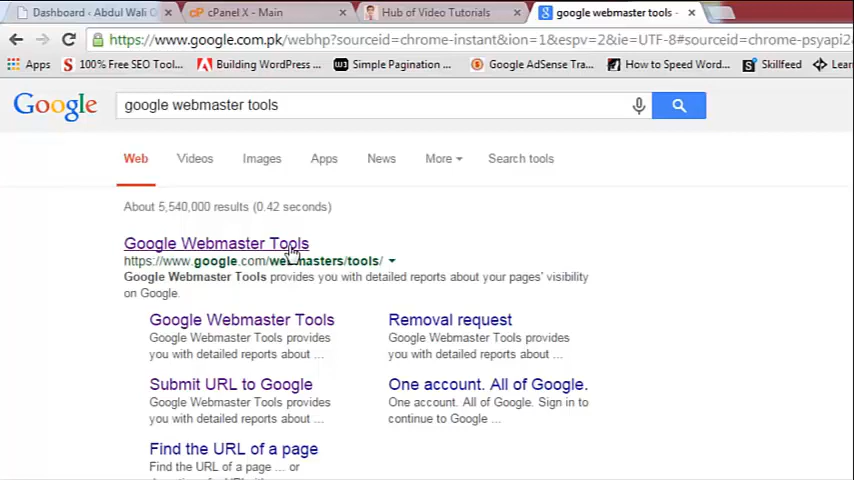 Dashboard - Abdul Wali
cPanel X - Main
Hub of Video Tutorials
google webmaster tools -
https://www.google.com.pk/webhp?sourceid=chrome-instant&ion=1&espv=2&ie=UTF-8#sourceid=chrome-psyapi2
Apps
100% Free SEO Tool...
Building WordPress ...
Simple Pagination ...
Google AdSense Tra...
How to Speed Word...
Skillfeed
Learn
Google
google webmaster tools
Web
Videos
Images
Apps
News
More
Search tools
About 5,540,000 results (0.42 seconds)
Google Webmaster Tools
https://www.google.com/webmasters/tools/
Google Webmaster Tools provides you with detailed reports about your pages' visibility
on Google.
Google Webmaster Tools
Google Webmaster Tools provides
you with detailed reports about ...
Removal request
Google Webmaster Tools provides
you with detailed reports about ...
Submit URL to Google
Google Webmaster Tools provides
you with detailed reports about ...
One account. All of Google.
One account. All of Google. Sign in to
continue to Google ...
Find the URL of a page
Find the URL of a page ... or